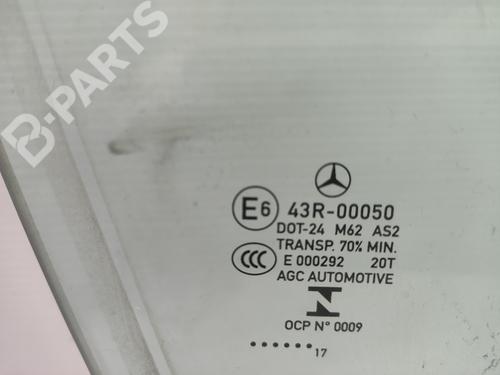 B-PARTS
E6 43R-00050
DOT-24 M62 AS2
TRANSP. 70% MIN.
CCC E 000292 20T
AGC AUTOMOTIVE
N
OCP N° 0009
...... 17